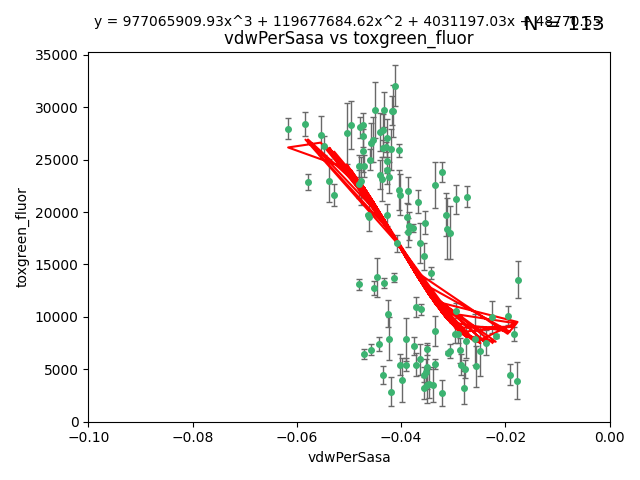 y = 977065909.93x^3 + 119677684.62x^2 + 4031197.03x + 48770.55
N = 113
vdwPerSasa vs toxgreen_fluor
35000
30000
25000
20000
15000
10000
5000
0
toxgreen_fluor
−0.10 −0.08 −0.06 −0.04 −0.02 0.00
vdwPerSasa